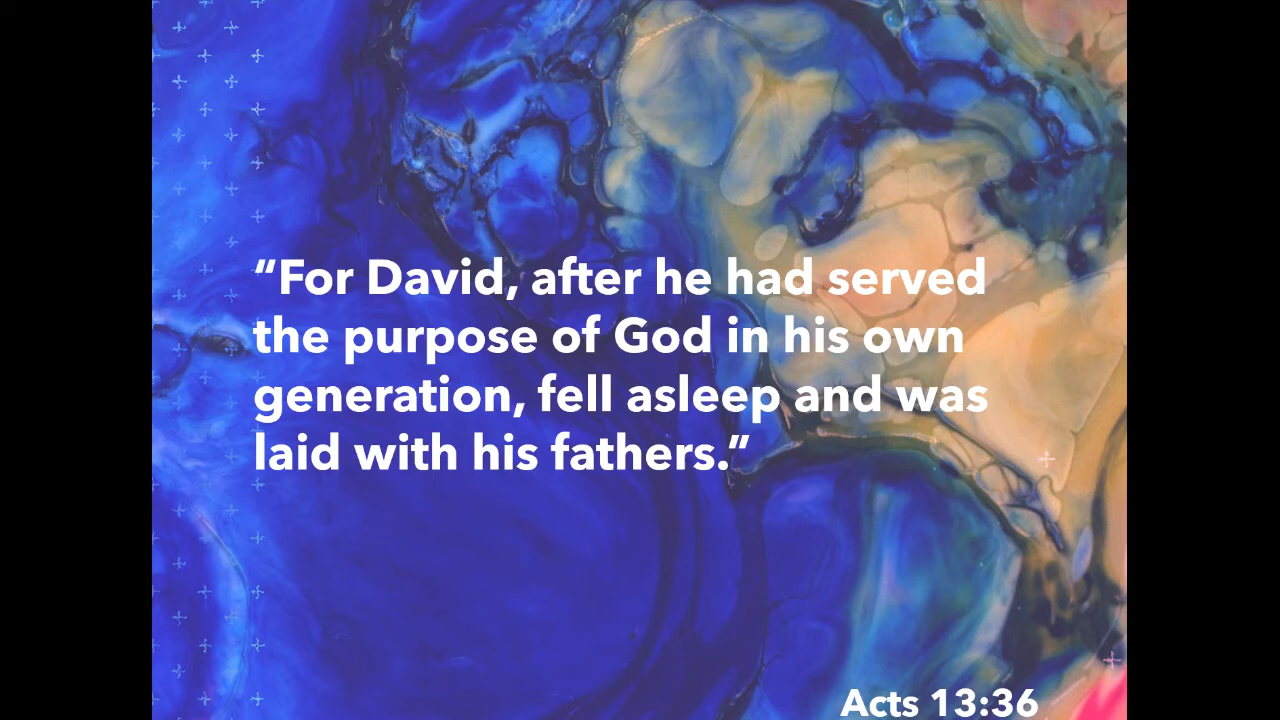 “For David, after he had served
the purpose of God in his own
generation, fell asleep and was
laid with his fathers.”
Acts 13:36